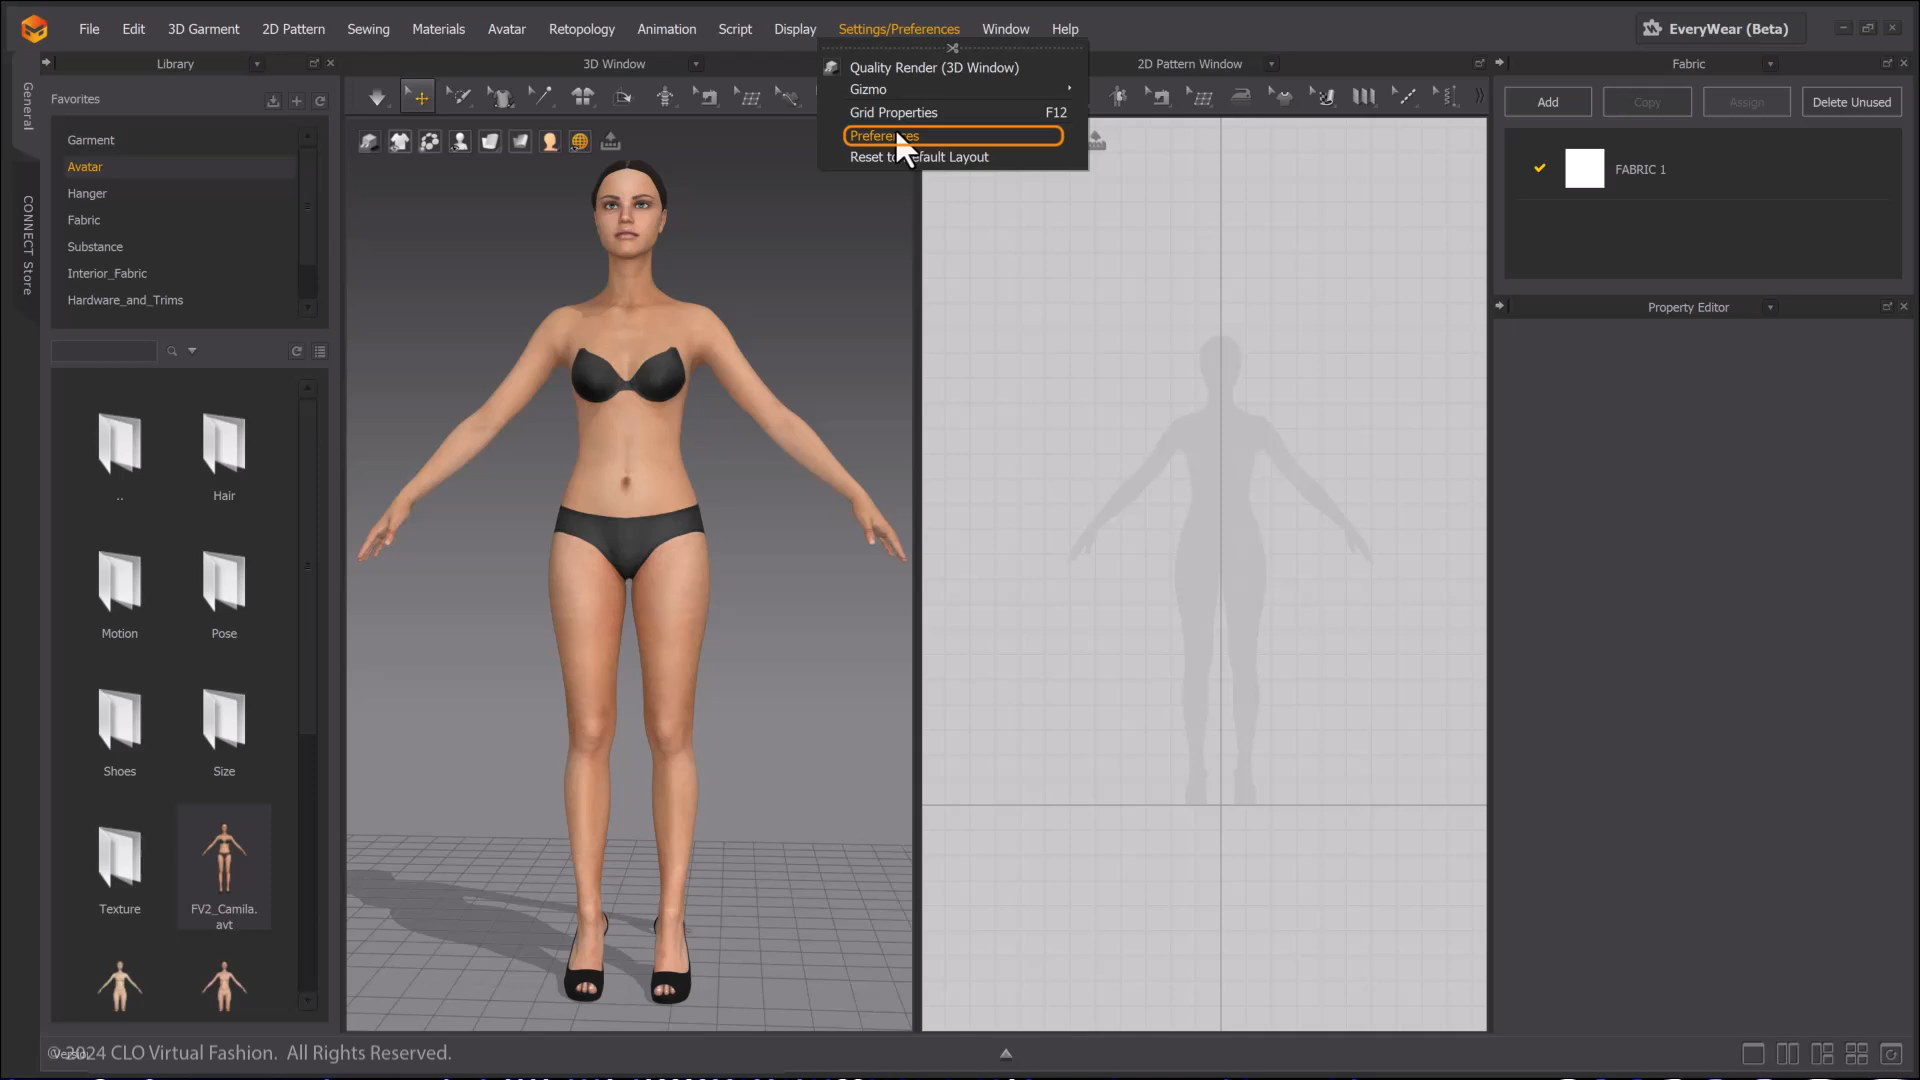 File Edit 3D Garment 2D Pattern Sewing Materials Avatar Retopology Animation Script Display Settings/Preferences Window Help EveryWear (Beta)
Library 3D Window 2D Pattern Window Fabric
Quality Render (3D Window)
Gizmo
Grid Properties F12
Preferences
Reset to Default Layout
General
CONNECT Store
Favorites
Garment
Avatar
Hanger
Fabric
Substance
Interior_Fabric
Hardware_and_Trims
..
Hair
Motion
Pose
Shoes
Size
Texture
FV2_Camila.
avt
Add Copy Assign Delete Unused
FABRIC 1
Property Editor
© 2024 CLO Virtual Fashion. All Rights Reserved.